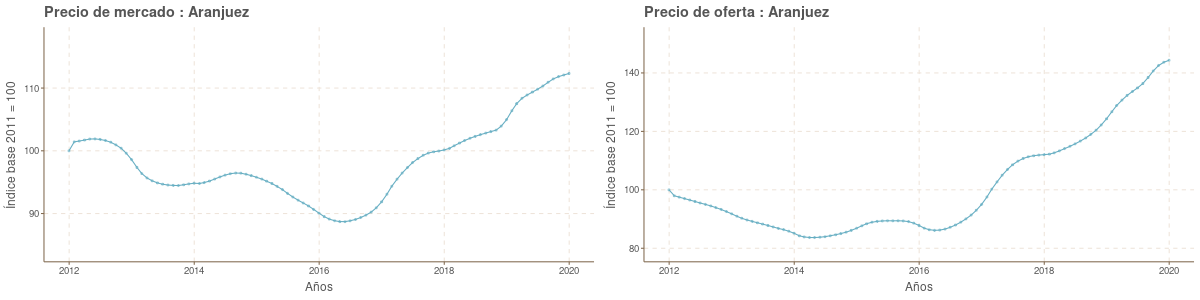 Precio de mercado : Aranjuez
Índice base 2011 = 100
110
100
90
2012 2014 2016 2018 2020
Años
Precio de oferta : Aranjuez
Índice base 2011 = 100
140
120
100
80
2012 2014 2016 2018 2020
Años